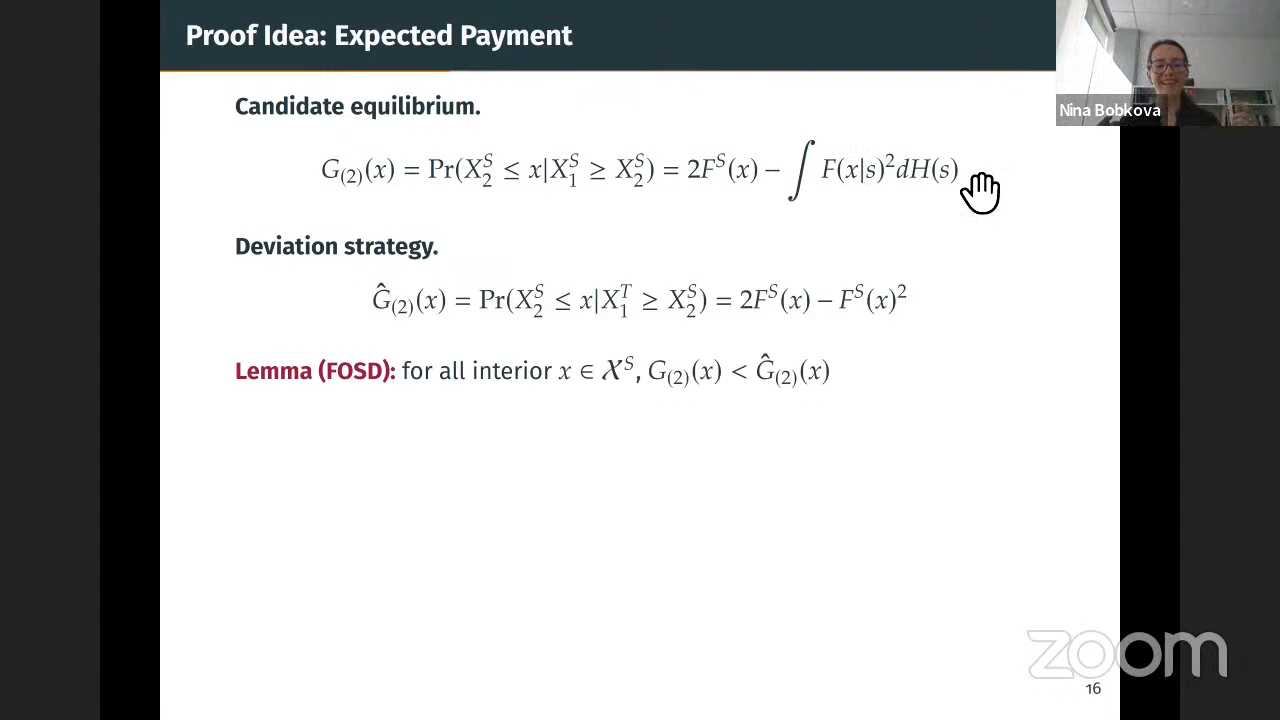 Proof Idea: Expected Payment
Nina Bobkova
Candidate equilibrium.
G₍₂₎(x) = Pr(X₂ˢ ≤ x|X₁ˢ ≥ X₂ˢ) = 2Fˢ(x) − ∫ F(x|s)²dH(s)
Deviation strategy.
Ĝ₍₂₎(x) = Pr(X₂ˢ ≤ x|X₁ᵀ ≥ X₂ˢ) = 2Fˢ(x) − Fˢ(x)²
Lemma (FOSD): for all interior x ∈ 𝒳ˢ, G₍₂₎(x) < Ĝ₍₂₎(x)
zoom
16